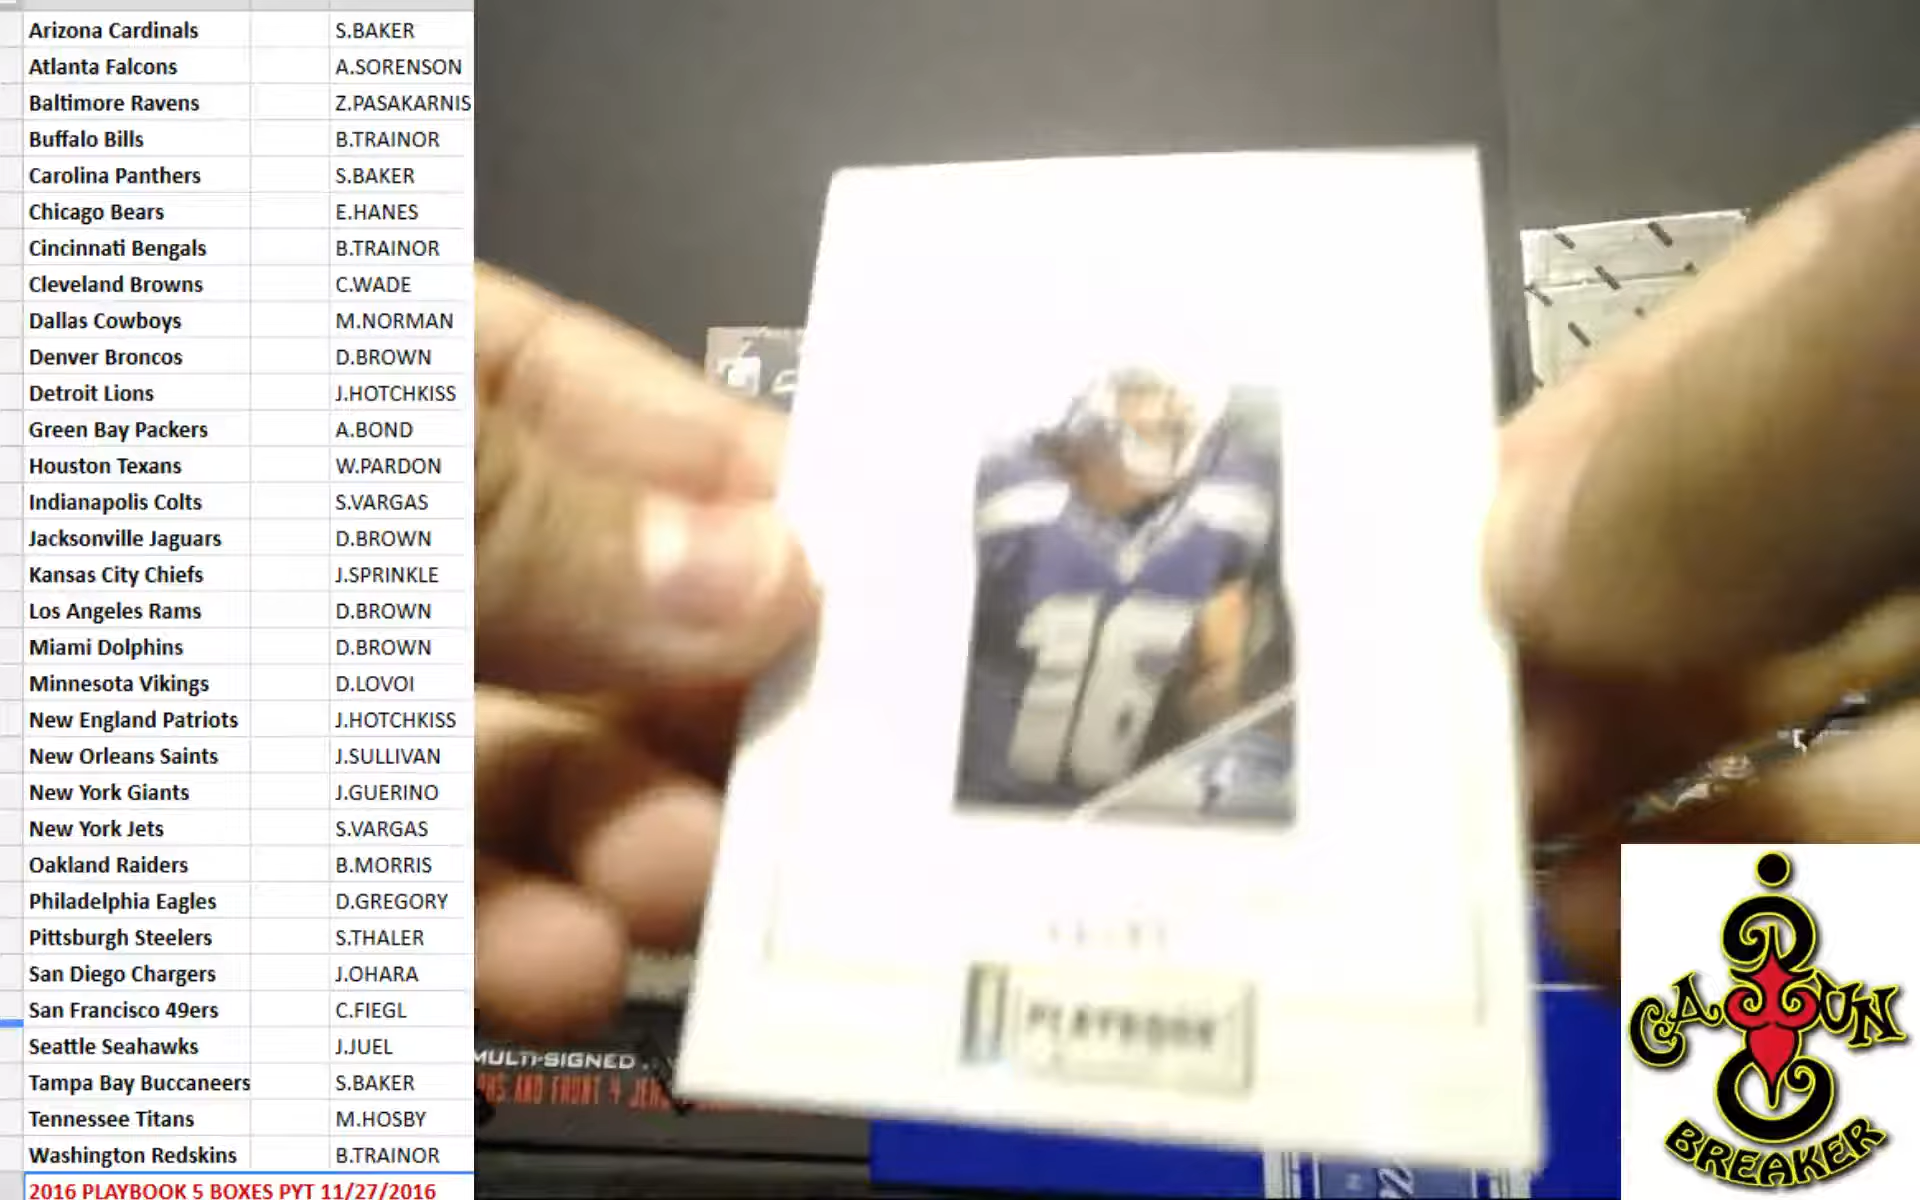 Arizona Cardinals S.BAKER
Atlanta Falcons A.SORENSON
Baltimore Ravens Z.PASAKARNIS
Buffalo Bills B.TRAINOR
Carolina Panthers S.BAKER
Chicago Bears E.HANES
Cincinnati Bengals B.TRAINOR
Cleveland Browns C.WADE
Dallas Cowboys M.NORMAN
Denver Broncos D.BROWN
Detroit Lions J.HOTCHKISS
Green Bay Packers A.BOND
Houston Texans W.PARDON
Indianapolis Colts S.VARGAS
Jacksonville Jaguars D.BROWN
Kansas City Chiefs J.SPRINKLE
Los Angeles Rams D.BROWN
Miami Dolphins D.BROWN
Minnesota Vikings D.LOVOI
New England Patriots J.HOTCHKISS
New Orleans Saints J.SULLIVAN
New York Giants J.GUERINO
New York Jets S.VARGAS
Oakland Raiders B.MORRIS
Philadelphia Eagles D.GREGORY
Pittsburgh Steelers S.THALER
San Diego Chargers J.OHARA
San Francisco 49ers C.FIEGL
Seattle Seahawks J.JUEL
Tampa Bay Buccaneers S.BAKER
Tennessee Titans M.HOSBY
Washington Redskins B.TRAINOR
2016 PLAYBOOK 5 BOXES PYT 11/27/2016
16
PLAYBOOK
MULTI-SIGNED
AND FRONT 4
CAJUN
BREAKER